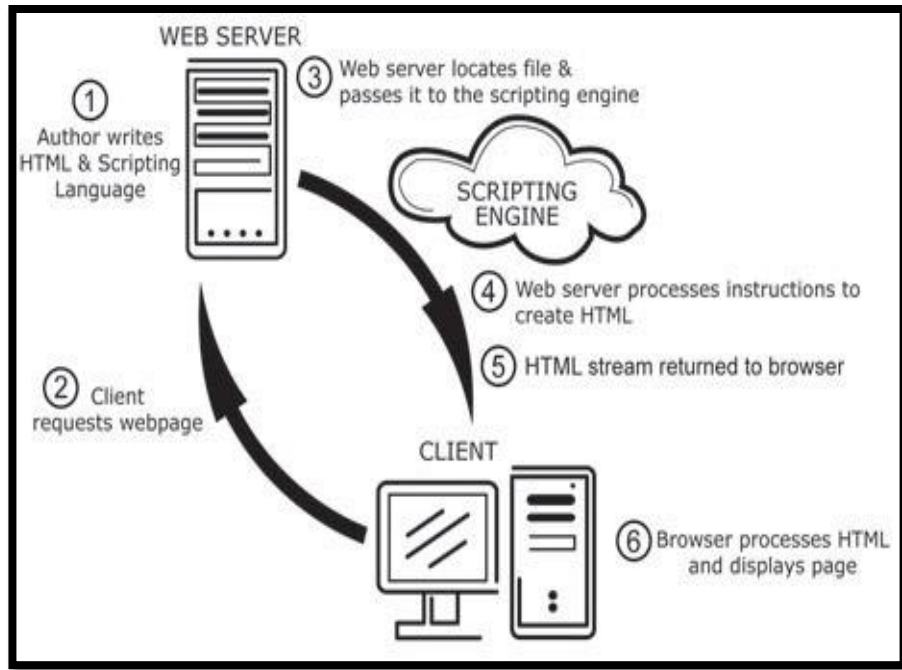 WEB SERVER
① Author writes
HTML & Scripting
Language
② Client
requests webpage
③ Web server locates file &
passes it to the scripting engine
SCRIPTING
ENGINE
④ Web server processes instructions to
create HTML
⑤ HTML stream returned to browser
CLIENT
⑥ Browser processes HTML
and displays page